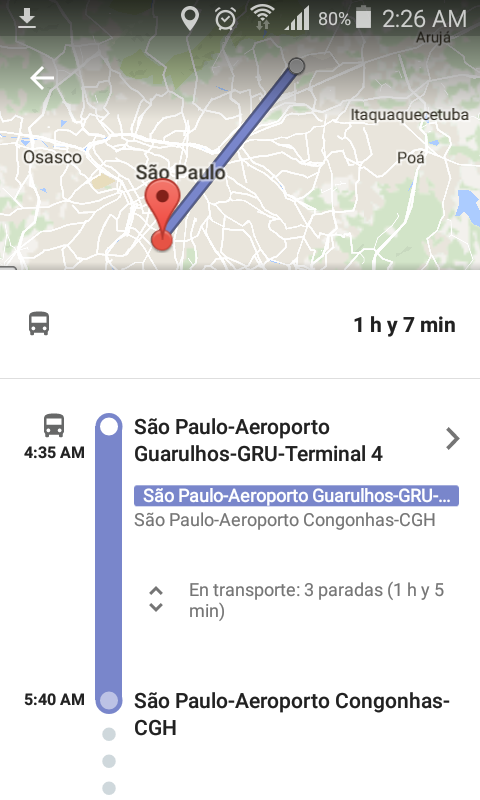 80% 2:26 AM
Arujá
Itaquaquecetuba
Osasco
Poá
São Paulo
1 h y 7 min
São Paulo-Aeroporto
4:35 AM Guarulhos-GRU-Terminal 4
São Paulo-Aeroporto Guarulhos-GRU-...
São Paulo-Aeroporto Congonhas-CGH
En transporte: 3 paradas (1 h y 5
min)
5:40 AM São Paulo-Aeroporto Congonhas-
CGH